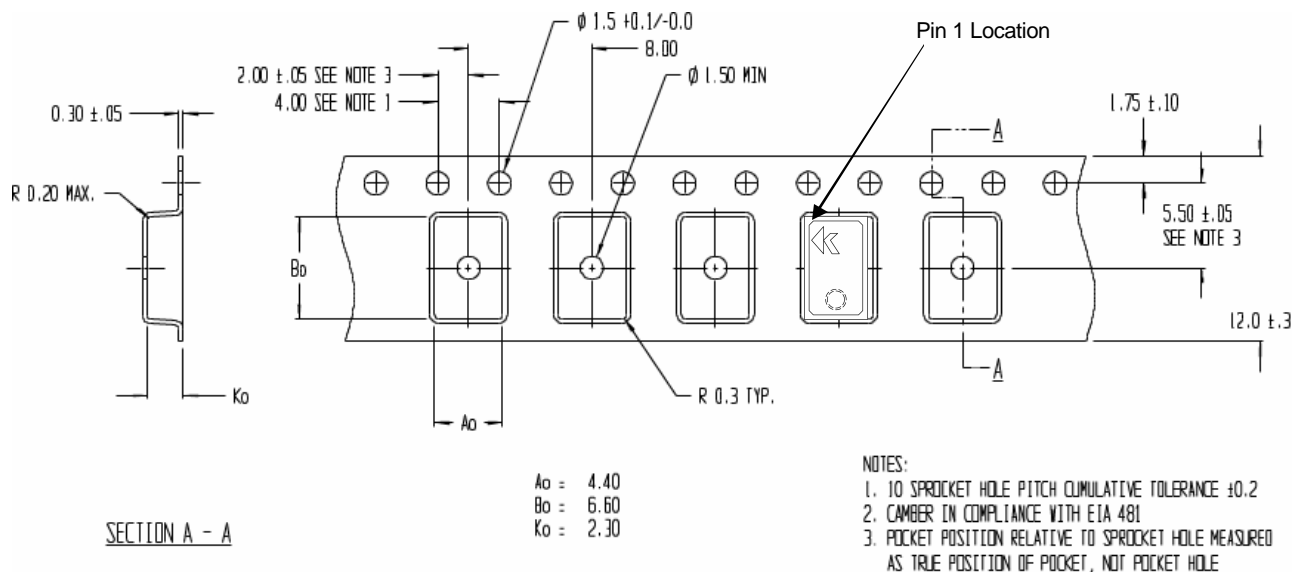 Ø 1.5 +0.1/-0.0
Pin 1 Location
8.00
2.00 ±.05 SEE NOTE 3
Ø 1.50 MIN
4.00 SEE NOTE 1
0.30 ±.05
1.75 ±.10
A
R 0.20 MAX.
5.50 ±.05
SEE NOTE 3
Bo
12.0 ±.3
A
Ko
R 0.3 TYP.
Ao
Ao = 4.40
Bo = 6.60
Ko = 2.30
SECTION A - A
NOTES:
1. 10 SPROCKET HOLE PITCH CUMULATIVE TOLERANCE ±0.2
2. CAMBER IN COMPLIANCE WITH EIA 481
3. POCKET POSITION RELATIVE TO SPROCKET HOLE MEASURED
AS TRUE POSITION OF POCKET, NOT POCKET HOLE